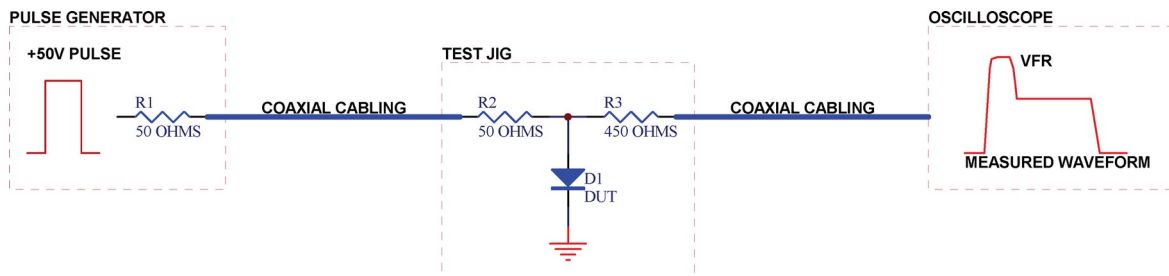 PULSE GENERATOR
+50V PULSE
R1
50 OHMS
COAXIAL CABLING
TEST JIG
R2
50 OHMS
R3
450 OHMS
D1
DUT
COAXIAL CABLING
OSCILLOSCOPE
VFR
MEASURED WAVEFORM